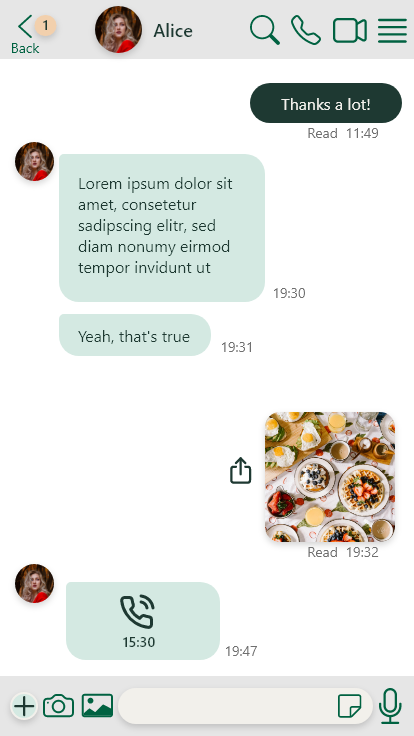 1
Back
Alice
Thanks a lot!
Read 11:49
Lorem ipsum dolor sit
amet, consetetur
sadipscing elitr, sed
diam nonumy eirmod
tempor invidunt ut
19:30
Yeah, that's true
19:31
Read 19:32
15:30
19:47